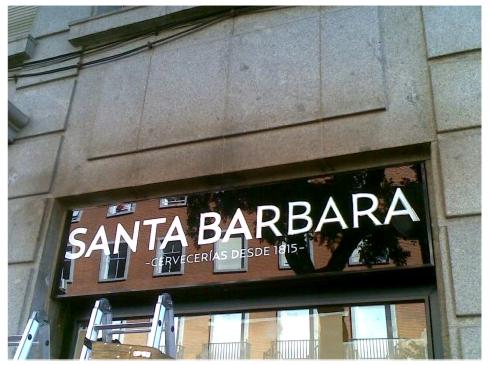 SANTA BARBARA
-CERVECERÍAS DESDE 1815-